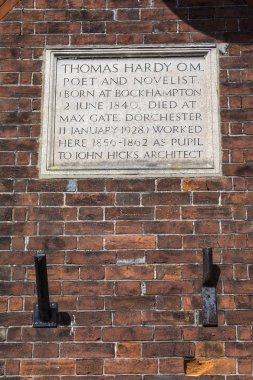 THOMAS HARDY O.M.
POET AND NOVELIST
(BORN AT BOCKHAMPTON
2 JUNE 1840, DIED AT
MAX GATE, DORCHESTER
11 JANUARY 1928) WORKED
HERE 1856-1862 AS PUPIL
TO JOHN HICKS ARCHITECT